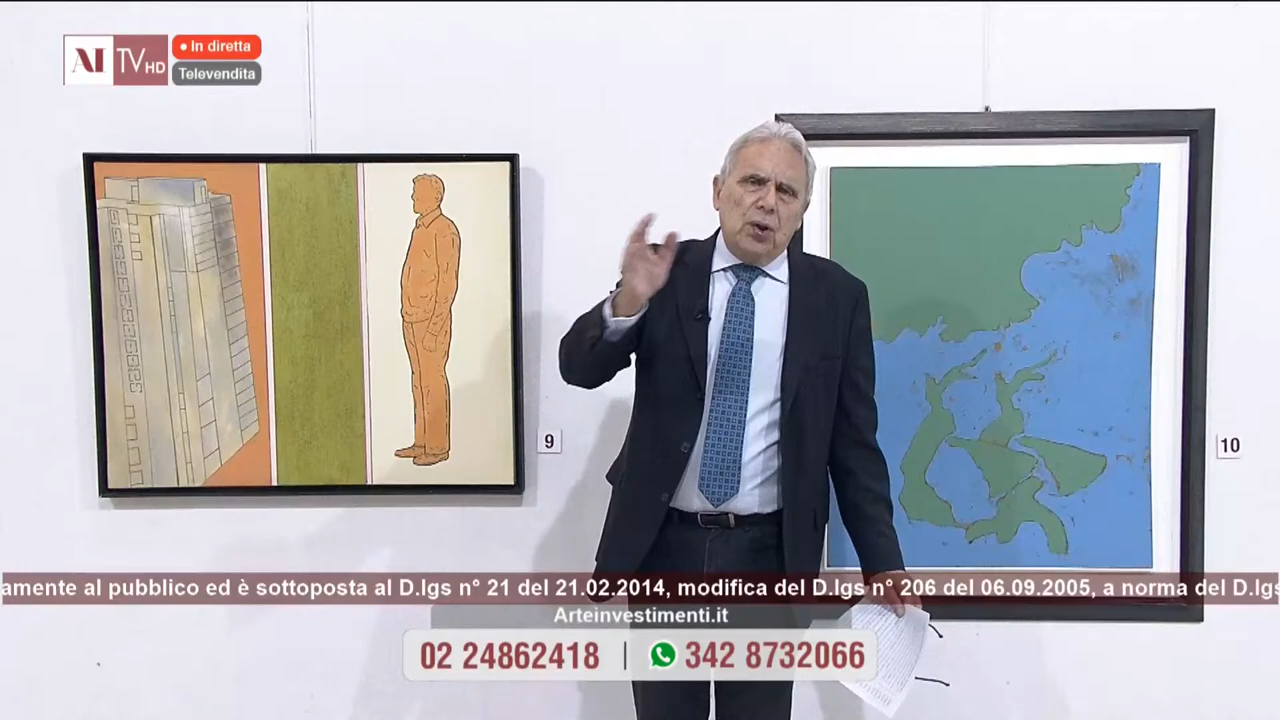 AI TV HD
• In diretta
Televendita
9
10
amente al pubblico ed è sottoposta al D.lgs n° 21 del 21.02.2014, modifica del D.lgs n° 206 del 06.09.2005, a norma del D.lgs
Arteinvestimenti.it
02 24862418 | 342 8732066